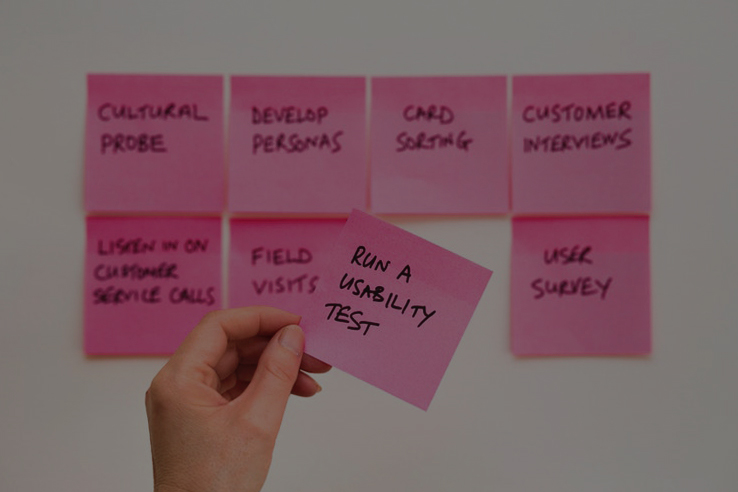 CULTURAL
PROBE
DEVELOP
PERSONAS
CARD
SORTING
CUSTOMER
INTERVIEWS
LISTEN IN ON
CUSTOMER
SERVICE CALLS
FIELD
VISITS
RUN A
USABILITY
TEST
USER
SURVEY